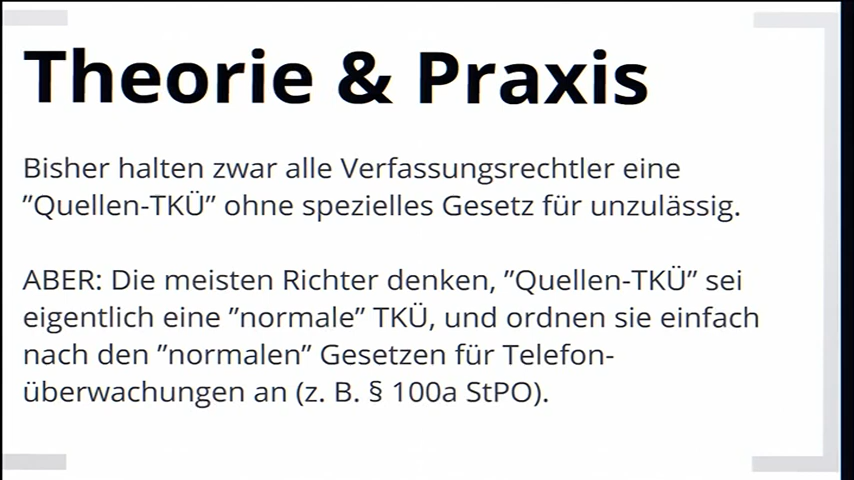 Theorie & Praxis
Bisher halten zwar alle Verfassungsrechtler eine
”Quellen-TKÜ” ohne spezielles Gesetz für unzulässig.
ABER: Die meisten Richter denken, ”Quellen-TKÜ” sei
eigentlich eine ”normale” TKÜ, und ordnen sie einfach
nach den ”normalen” Gesetzen für Telefon-
überwachungen an (z. B. § 100a StPO).